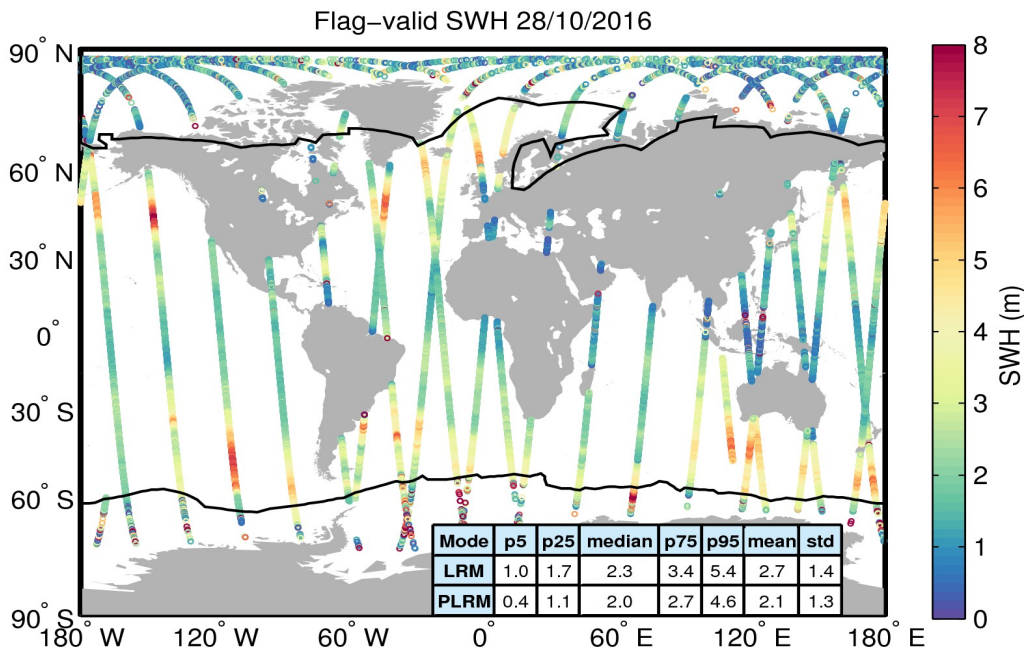 Flag−valid SWH 28/10/2016
90° N
60° N
30° N
0°
30° S
60° S
90° S
180° W
120° W
60° W
0°
60° E
120° E
180° E
Mode p5 p25 median p75 p95 mean std
LRM 1.0 1.7 2.3 3.4 5.4 2.7 1.4
PLRM 0.4 1.1 2.0 2.7 4.6 2.1 1.3
8
7
6
5
4
3
2
1
0
SWH (m)